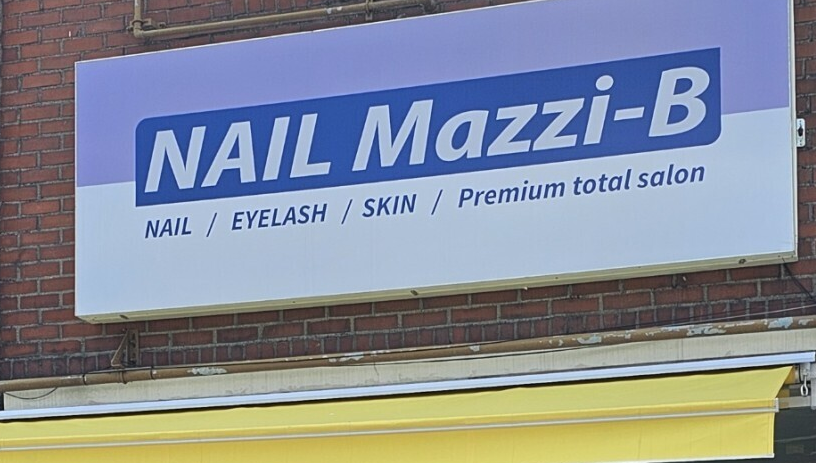 NAIL Mazzi-B
NAIL / EYELASH / SKIN / Premium total salon